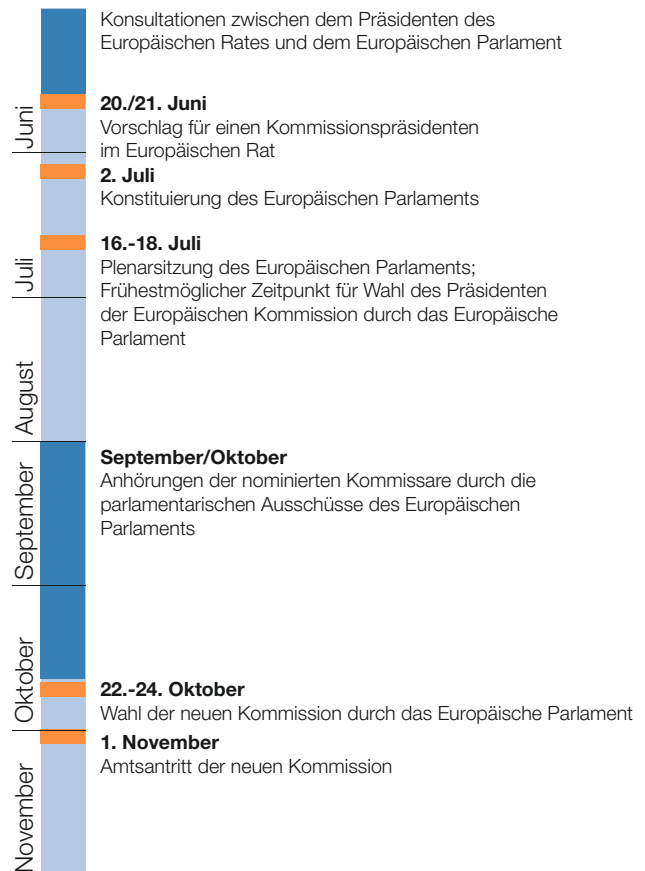 Konsultationen zwischen dem Präsidenten des
Europäischen Rates und dem Europäischen Parlament
Juni
20./21. Juni
Vorschlag für einen Kommissionspräsidenten
im Europäischen Rat
2. Juli
Konstituierung des Europäischen Parlaments
Juli
16.-18. Juli
Plenarsitzung des Europäischen Parlaments;
Frühestmöglicher Zeitpunkt für Wahl des Präsidenten
der Europäischen Kommission durch das Europäische
Parlament
August
September
September/Oktober
Anhörungen der nominierten Kommissare durch die
parlamentarischen Ausschüsse des Europäischen
Parlaments
Oktober
22.-24. Oktober
Wahl der neuen Kommission durch das Europäische Parlament
November
1. November
Amtsantritt der neuen Kommission